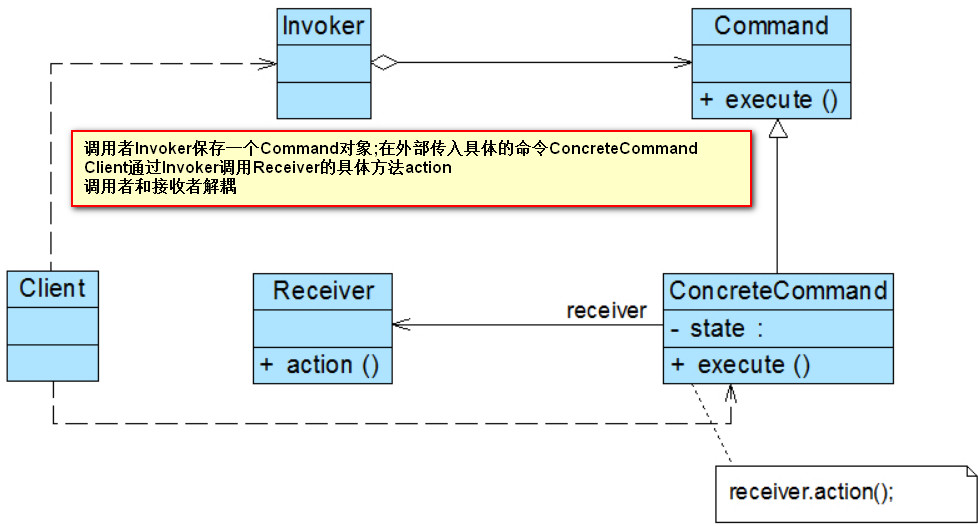 Invoker
Command
+ execute ()
调用者Invoker保存一个Command对象;在外部传入具体的命令ConcreteCommand
Client通过Invoker调用Receiver的具体方法action
调用者和接收者解耦
Client
Receiver
+ action ()
receiver
ConcreteCommand
- state :
+ execute ()
receiver.action();